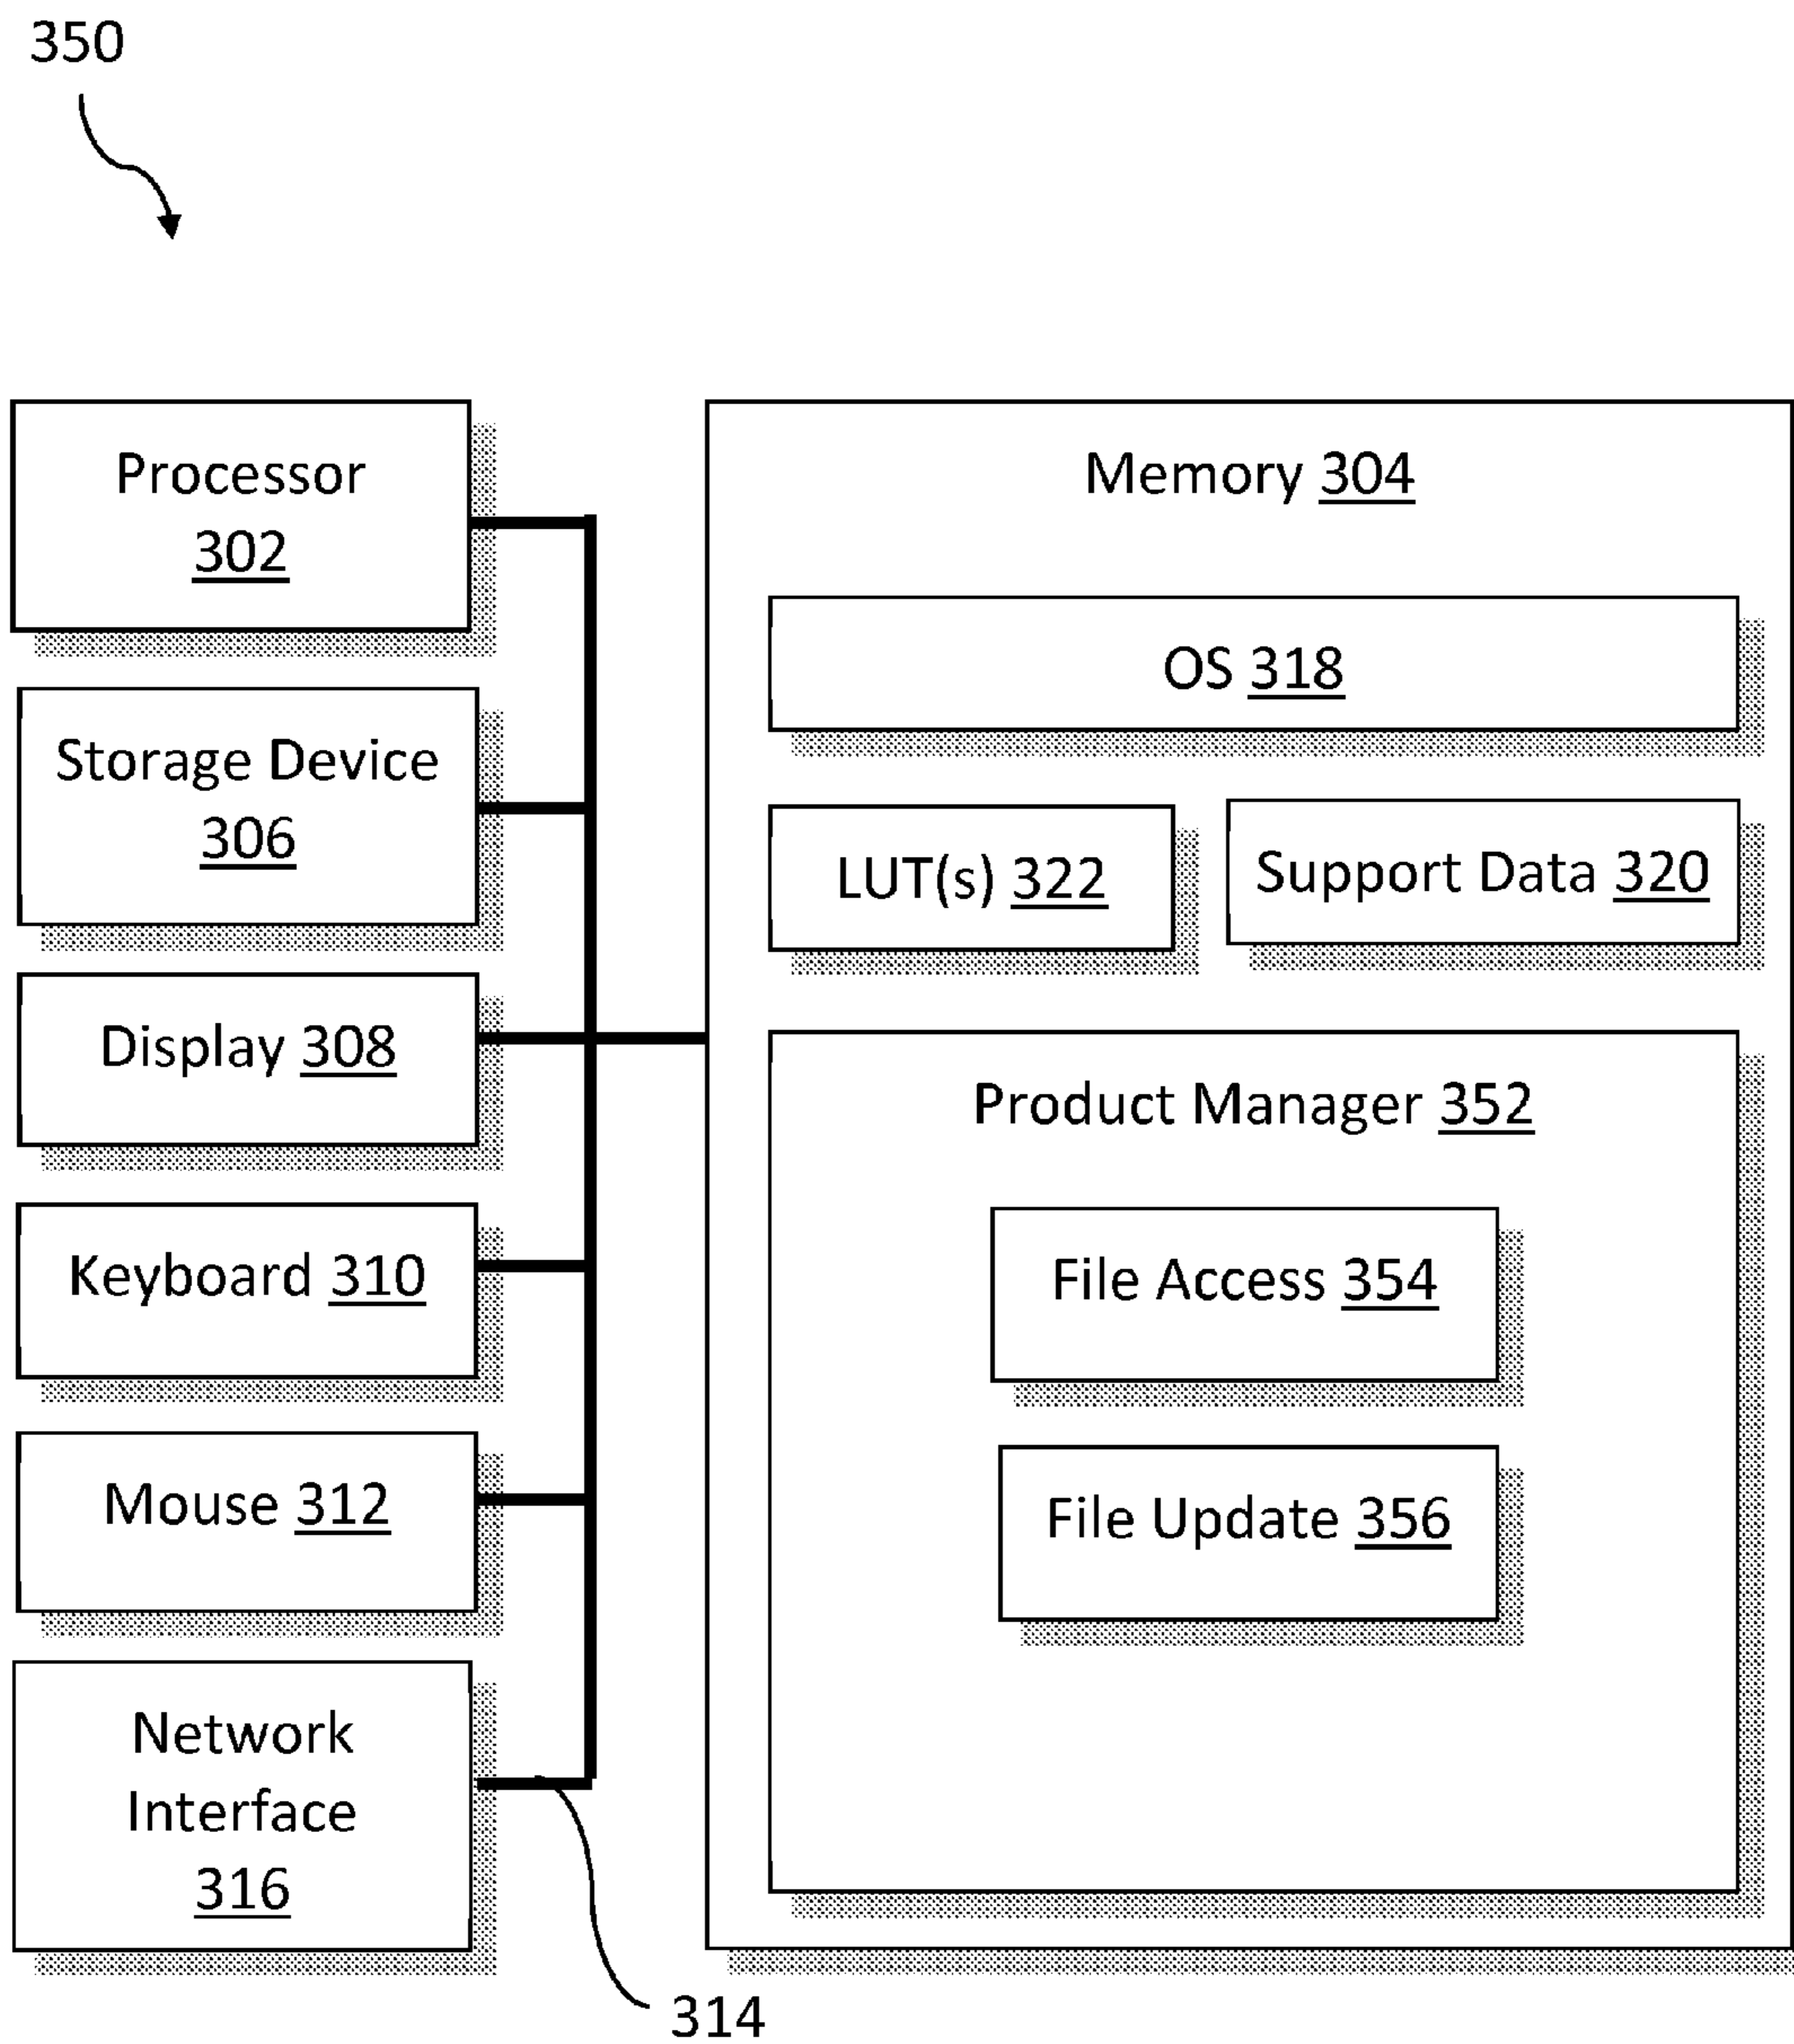 350
Processor
302
Storage Device
306
Display 308
Keyboard 310
Mouse 312
Network
Interface
316
314
Memory 304
OS 318
LUT(s) 322
Support Data 320
Product Manager 352
File Access 354
File Update 356